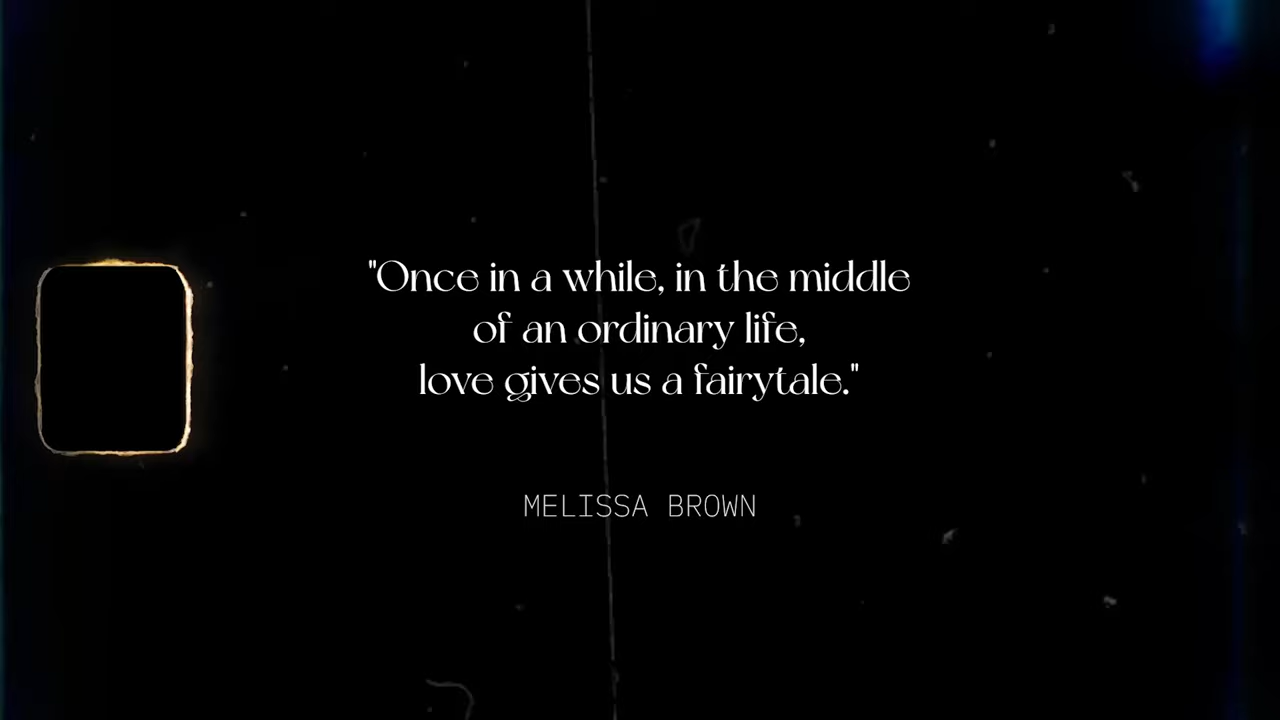 "Once in a while, in the middle
of an ordinary life,
love gives us a fairytale."
MELISSA BROWN